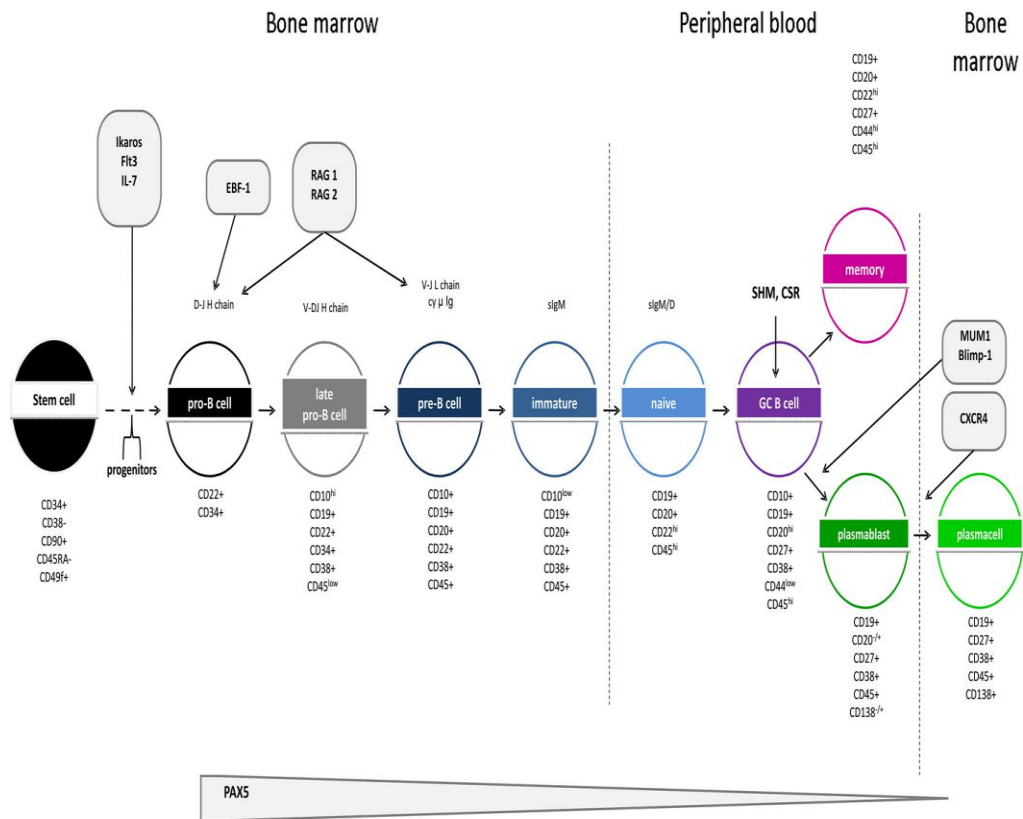 Bone marrow
Peripheral blood
Bone
marrow
CD19+
CD20+
CD22hi
CD27+
CD44hi
CD45hi
Ikaros
Flt3
IL-7
EBF-1
RAG 1
RAG 2
D-J H chain
V-DJ H chain
V-J L chain
cy μ Ig
sIgM
sIgM/D
SHM, CSR
memory
MUM1
Blimp-1
CXCR4
Stem cell
progenitors
pro-B cell
late
pro-B cell
pre-B cell
immature
naive
GC B cell
plasmablast
plasmacell
CD34+
CD38-
CD90+
CD45RA-
CD49f+
CD22+
CD34+
CD10hi
CD19+
CD22+
CD34+
CD38+
CD45low
CD10+
CD19+
CD20+
CD22+
CD38+
CD45+
CD10low
CD19+
CD20+
CD22+
CD38+
CD45+
CD19+
CD20+
CD22hi
CD45hi
CD10+
CD19+
CD20hi
CD27+
CD38+
CD44low
CD45hi
CD19+
CD20-/+
CD27+
CD38+
CD45+
CD138-/+
CD19+
CD27+
CD38+
CD45+
CD138+
PAX5